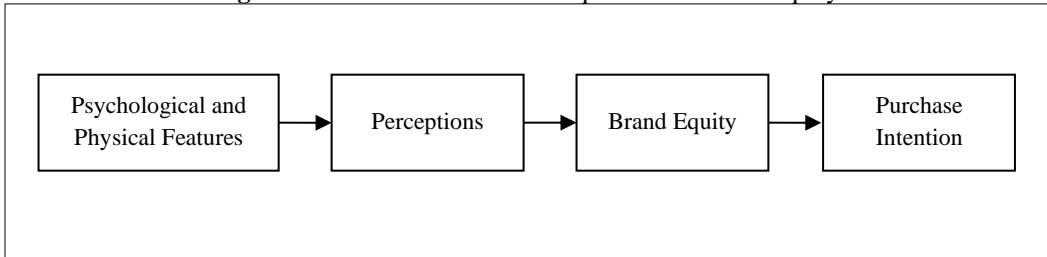 Psychological and
Physical Features
Perceptions
Brand Equity
Purchase
Intention